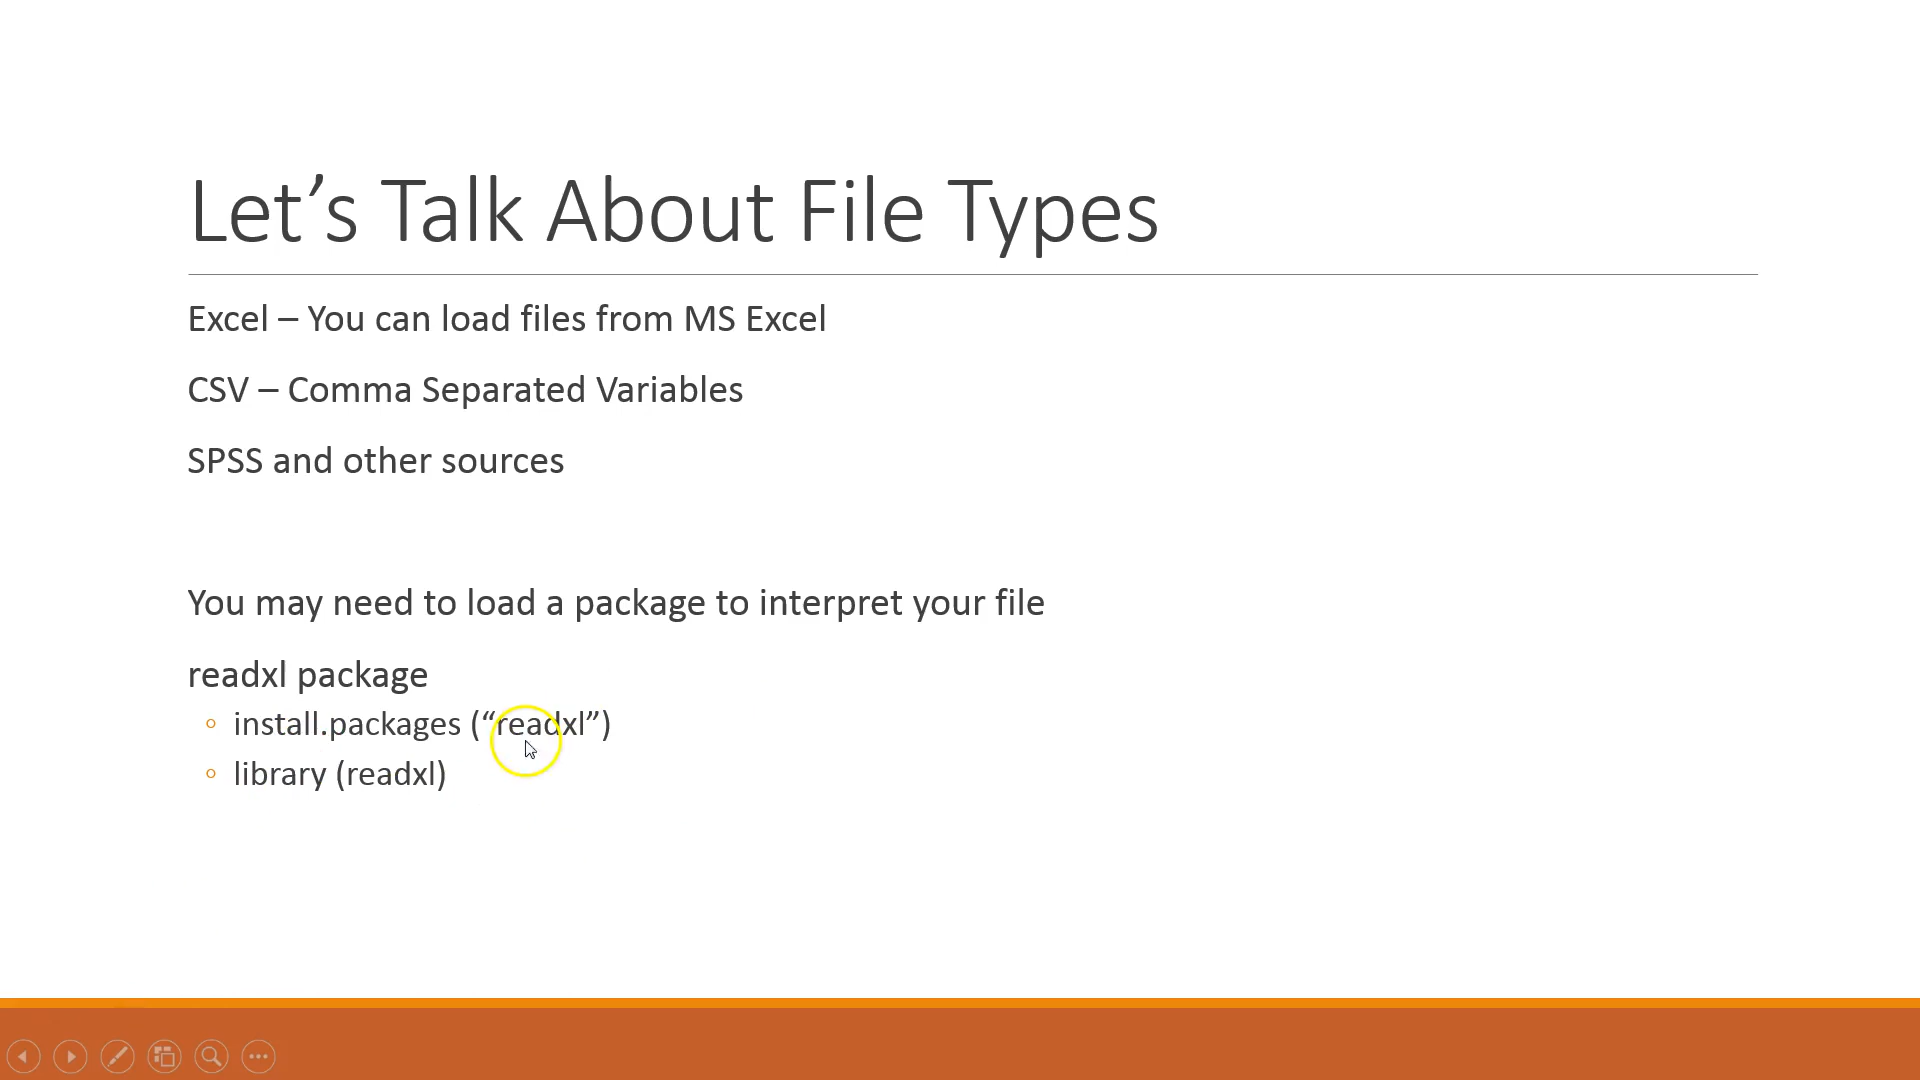 Let’s Talk About File Types
Excel – You can load files from MS Excel
CSV – Comma Separated Variables
SPSS and other sources
You may need to load a package to interpret your file
readxl package
install.packages (“readxl”)
library (readxl)